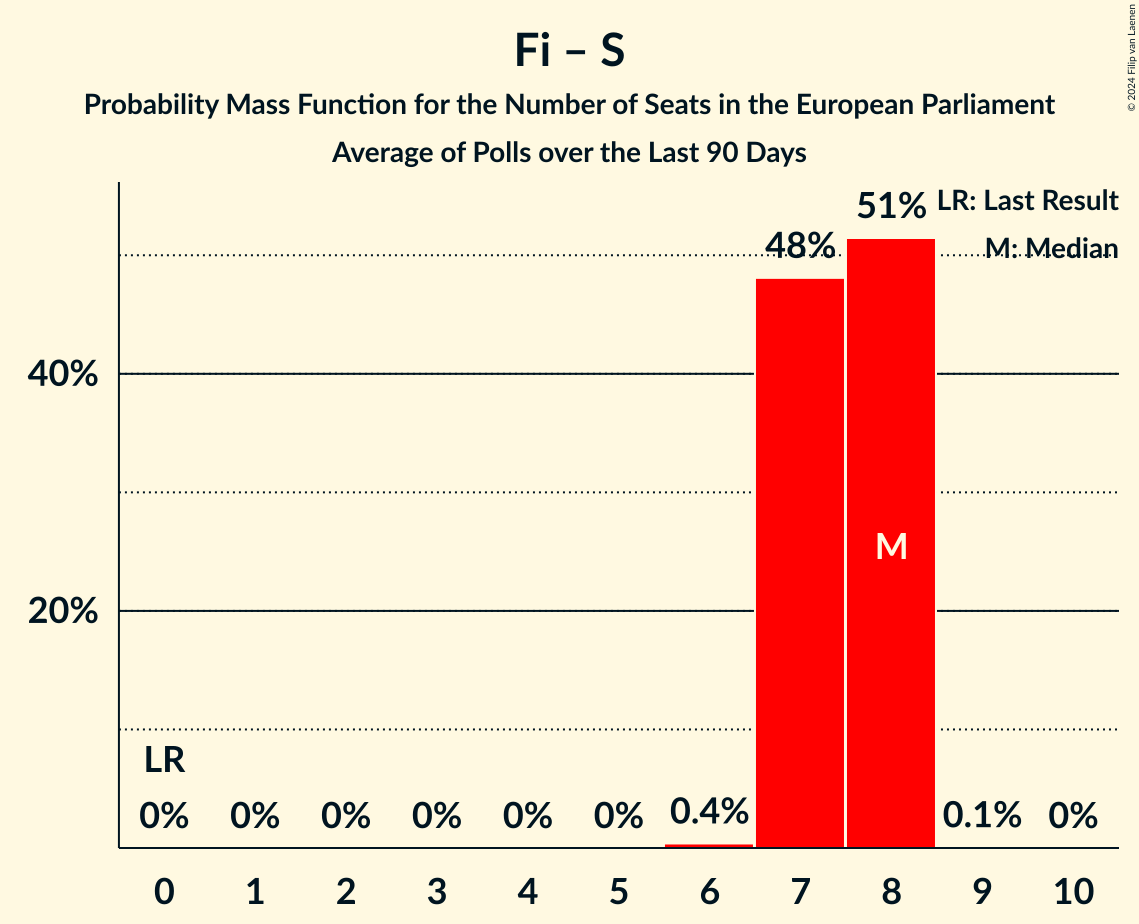 Fi – S
Probability Mass Function for the Number of Seats in the European Parliament
Average of Polls over the Last 90 Days
© 2024 Filip van Laenen
LR: Last Result
M: Median
51%
48%
40%
20%
M
LR
0% 0% 0% 0% 0% 0% 0.4% 0.1% 0%
0 1 2 3 4 5 6 7 8 9 10